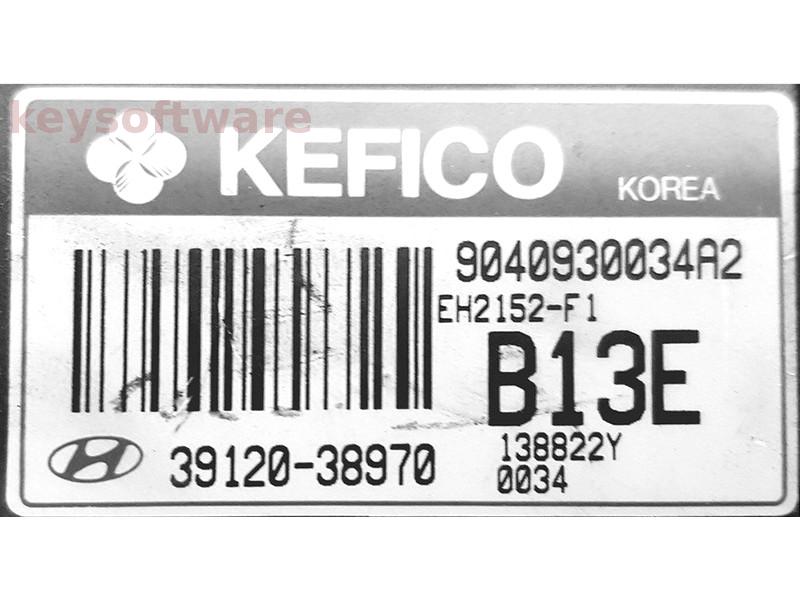 keysoftware
KEFICO
KOREA
9040930034A2
EH2152-F1
B13E
138822Y
39120-38970
0034